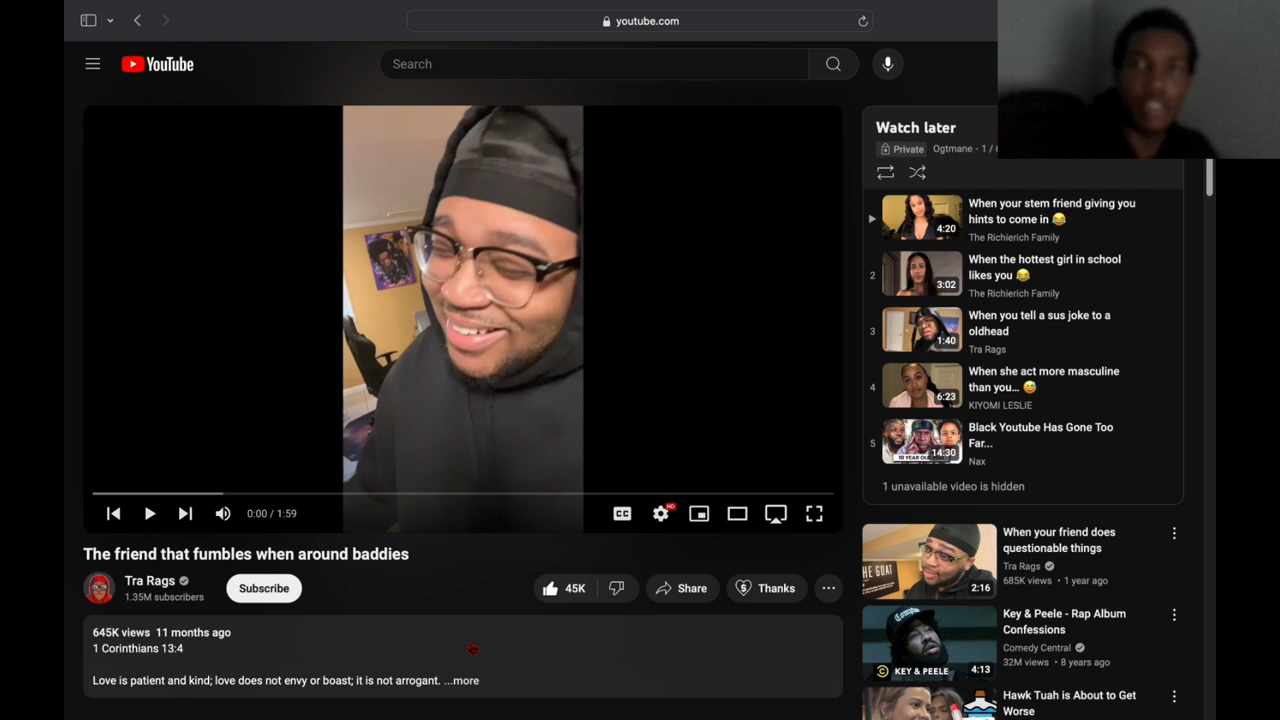 youtube.com
YouTube
Search
Watch later
Private Ogtmane - 1 /
When your stem friend giving you
hints to come in 😂
The Richierich Family
4:20
2
When the hottest girl in school
likes you 😂
The Richierich Family
3:02
3
When you tell a sus joke to a
oldhead
Tra Rags
1:40
4
When she act more masculine
than you... 😅
KIYOMI LESLIE
6:23
5
Black Youtube Has Gone Too
Far...
Nax
10 YEAR OLD
14:30
1 unavailable video is hidden
0:00 / 1:59
CC
HD
The friend that fumbles when around baddies
Tra Rags
1.35M subscribers
Subscribe
45K
Share
Thanks
645K views 11 months ago
1 Corinthians 13:4
Love is patient and kind; love does not envy or boast; it is not arrogant. ...more
When your friend does
questionable things
Tra Rags
685K views • 1 year ago
THE GOAT
2:16
Key & Peele - Rap Album
Confessions
Comedy Central
32M views • 8 years ago
KEY & PEELE
4:13
Hawk Tuah is About to Get
Worse